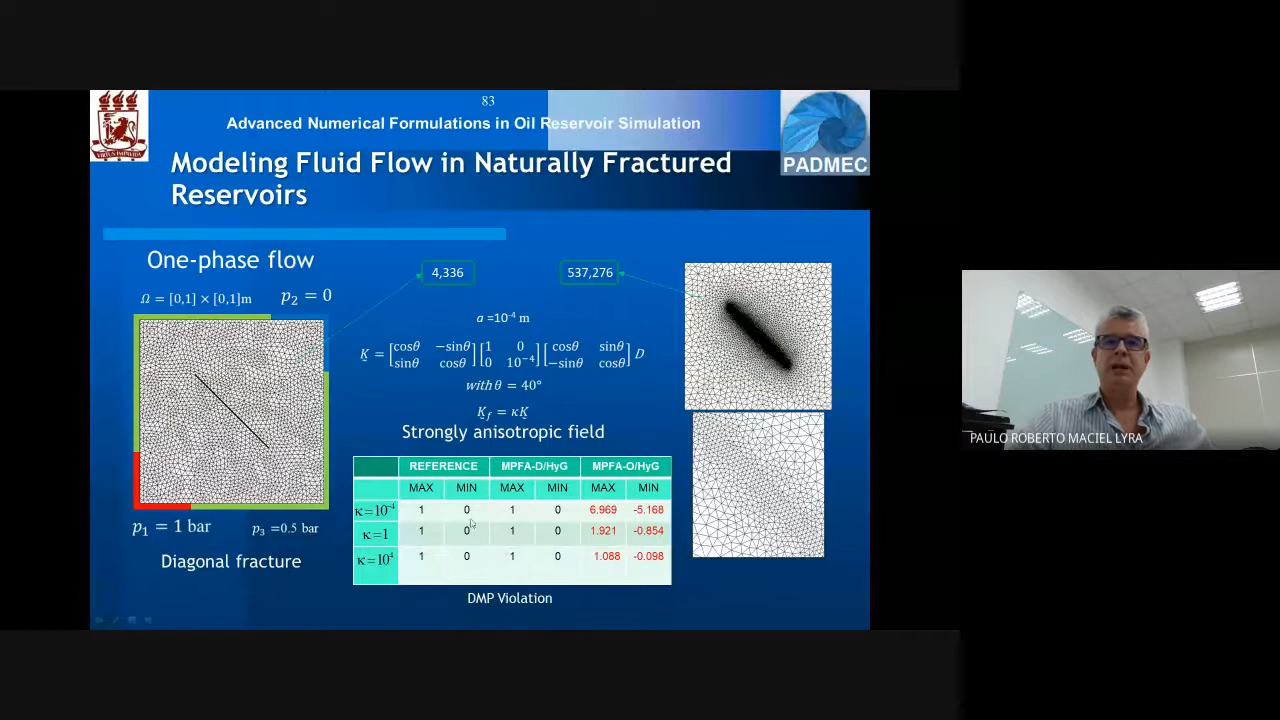 83
Advanced Numerical Formulations in Oil Reservoir Simulation
PADMEC
Modeling Fluid Flow in Naturally Fractured
Reservoirs
One-phase flow
4,336
537,276
Ω = [0,1] × [0,1]m
p₂ = 0
a =10⁻⁴ m
K = [cosθ −sinθ sinθ cosθ] [1 0 0 10⁻⁴] [cosθ sinθ −sinθ cosθ] D
with θ = 40°
K_f = κK
Strongly anisotropic field
REFERENCE MPFA-D/HyG MPFA-O/HyG
MAX MIN MAX MIN MAX MIN
κ=10⁻⁴ 1 0 1 0 6.969 -5.168
κ=1 1 0 1 0 1.921 -0.854
κ=10⁴ 1 0 1 0 1.088 -0.098
p₁ = 1 bar
p₃ =0.5 bar
Diagonal fracture
DMP Violation
PAULO ROBERTO MACIEL LYRA